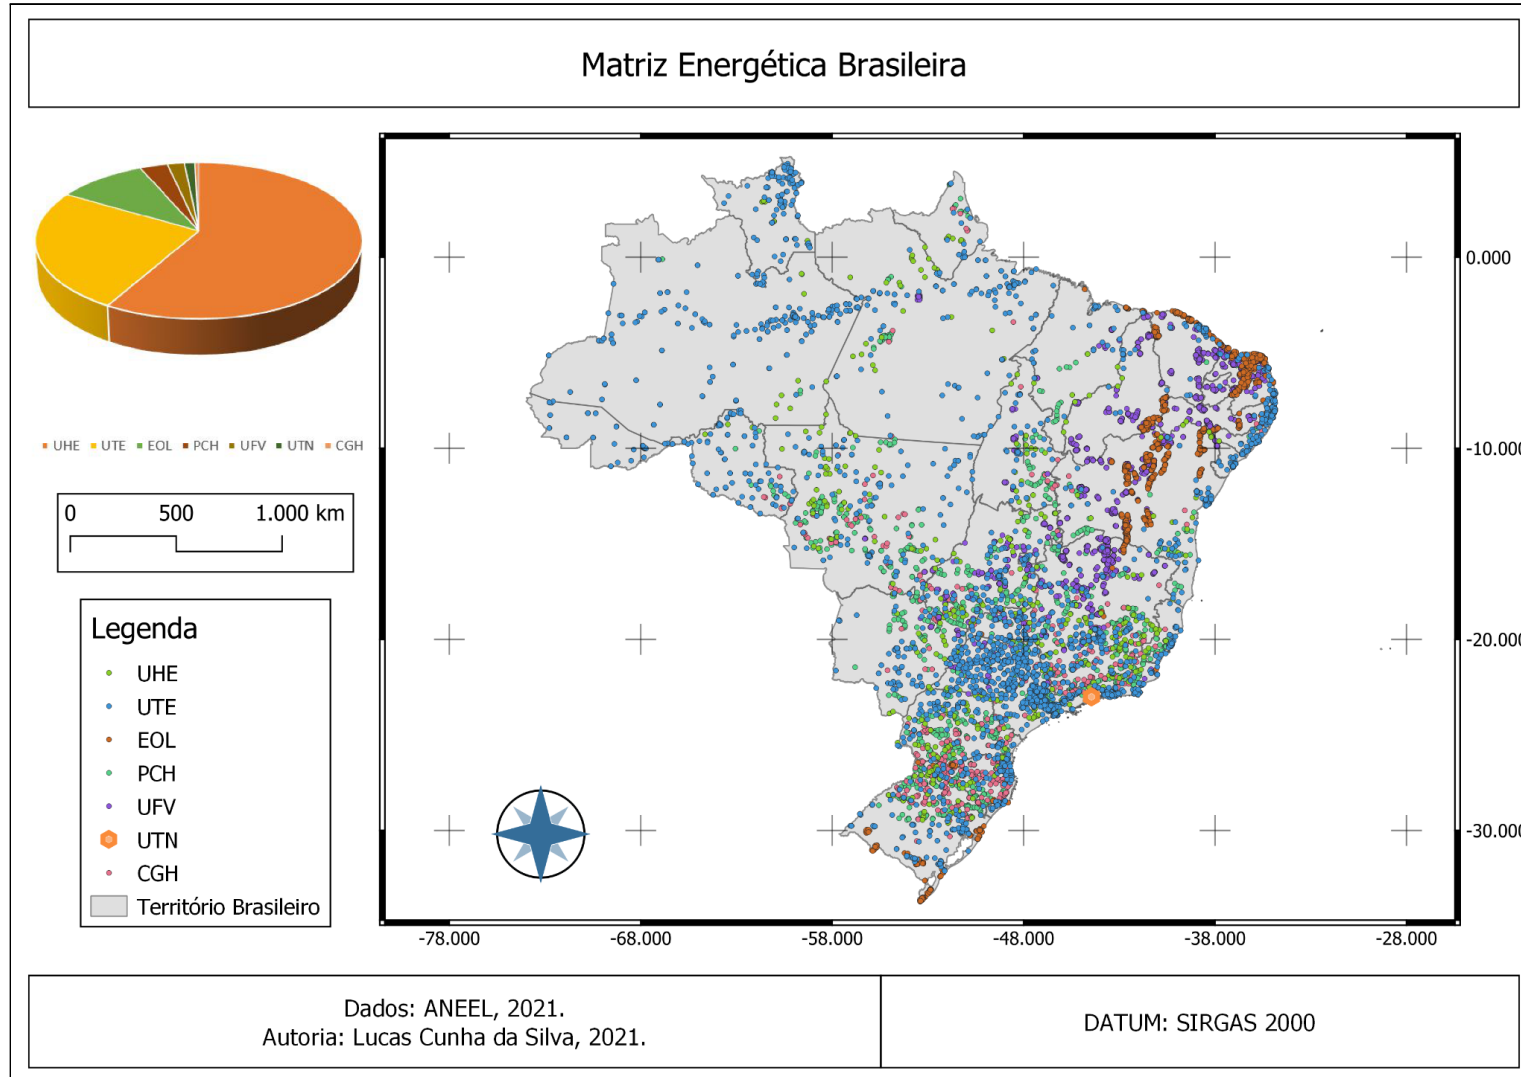 Matriz Energética Brasileira
UHE UTE EOL PCH UFV UTN CGH
0 500 1.000 km
Legenda
UHE
UTE
EOL
PCH
UFV
UTN
CGH
Território Brasileiro
0.000
-10.000
-20.000
-30.000
-78.000 -68.000 -58.000 -48.000 -38.000 -28.000
Dados: ANEEL, 2021.
Autoria: Lucas Cunha da Silva, 2021.
DATUM: SIRGAS 2000